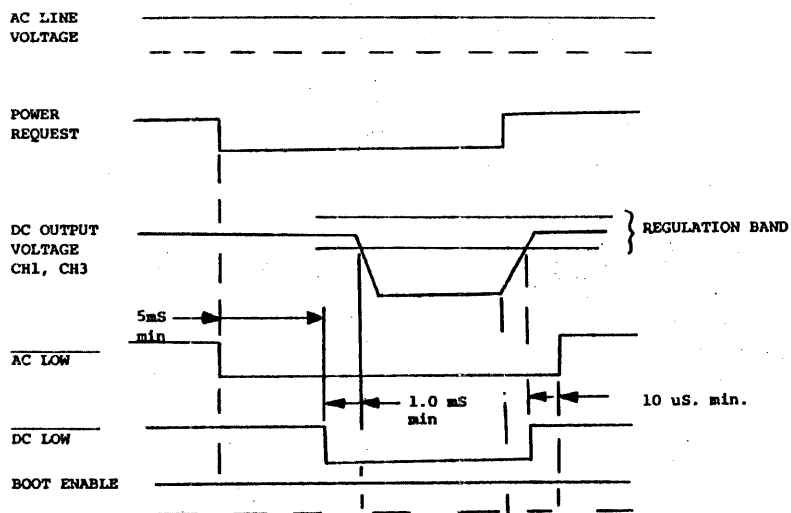 AC LINE
VOLTAGE
POWER
REQUEST
DC OUTPUT
VOLTAGE
CH1, CH3
REGULATION BAND
5mS
min
AC LOW
1.0 mS
min
10 uS. min.
DC LOW
BOOT ENABLE